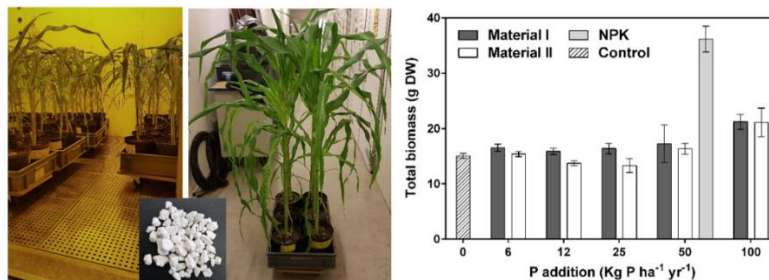 Material I
NPK
Material II
Control
Total biomass (g DW)
40
30
20
10
0
0
6
12
25
50
100
P addition (Kg P ha⁻¹ yr⁻¹)